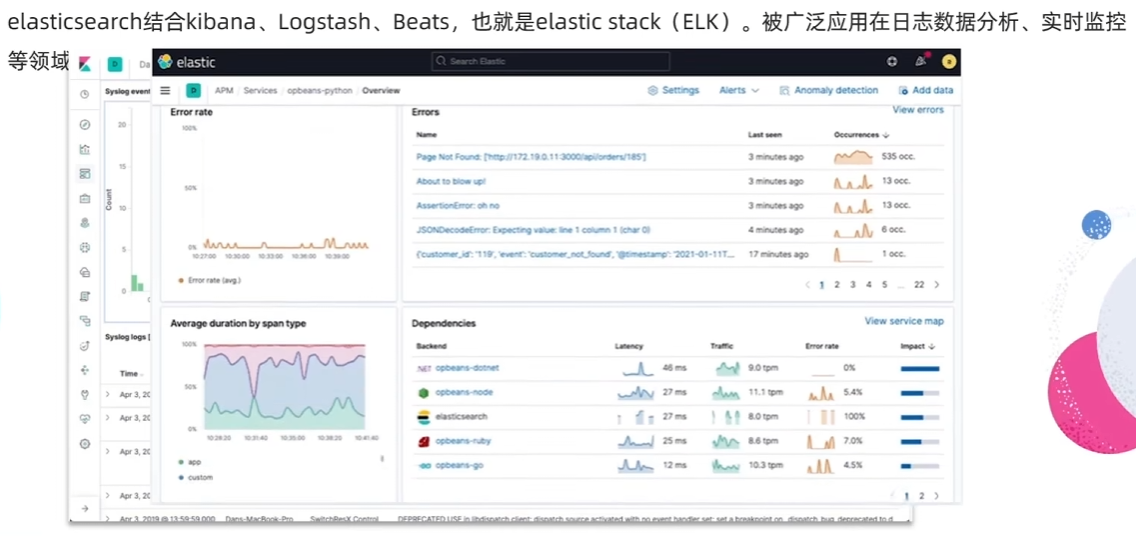 elasticsearch结合kibana、Logstash、Beats，也就是elastic stack（ELK）。被广泛应用在日志数据分析、实时监控
等领域
D Da
elastic
Search Elastic
D APM / Services / opbeans-python / Overview Settings Alerts Anomaly detection Add data
Syslog event
Count
20
15
10
5
0
Syslog logs [
Time
Apr 3, 20
Apr 3, 20
Apr 3, 20
Apr 3, 20
Error rate
100%
50%
0%
10:27:00 10:30:00 10:33:00 10:36:00 10:39:00
Error rate (avg.)
Errors View errors
Name Last seen Occurrences
Page Not Found: ['http://172.19.0.11:3000/api/orders/185'] 3 minutes ago 535 occ.
About to blow up! 3 minutes ago 13 occ.
AssertionError: oh no 3 minutes ago 13 occ.
JSONDecodeError: Expecting value: line 1 column 1 (char 0) 4 minutes ago 6 occ.
{'customer_id': '119', 'event': 'customer_not_found', '@timestamp': '2021-01-11T... 17 minutes ago 1 occ.
1 2 3 4 5 ... 22
Average duration by span type
100%
50%
0%
10:28:20 10:31:40 10:35:00 10:38:20 10:41:40
app
custom
Dependencies View service map
Backend Latency Traffic Error rate Impact
.NET opbeans-dotnet 46 ms 9.0 tpm 0%
opbeans-node 27 ms 11.1 tpm 5.4%
elasticsearch 27 ms 8.0 tpm 100%
opbeans-ruby 25 ms 8.6 tpm 7.0%
GO opbeans-go 12 ms 10.3 tpm 4.5%
1 2
Apr 3, 2019 @ 13:59:59.000 Dans-MacBook-Pro SwitchResX Control DEPRECATED USE in libdispatch client: dispatch source activated with no event handler set; set a breakpoint on dispatch bug deprecated to d